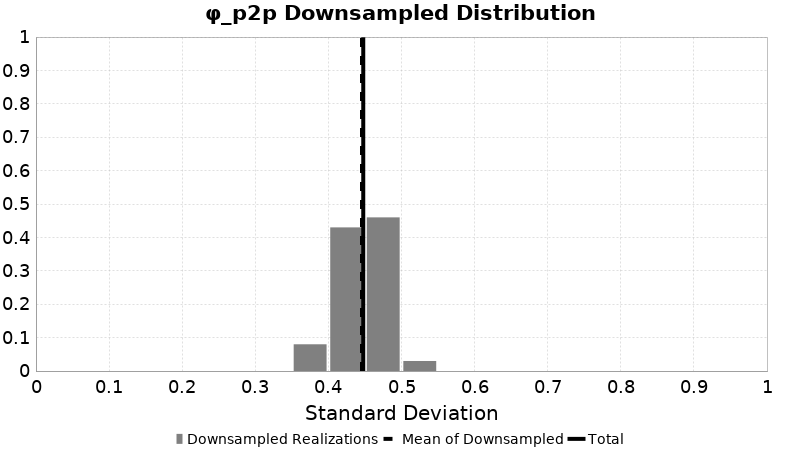 φ_p2p Downsampled Distribution
1
0.9
0.8
0.7
0.6
0.5
0.4
0.3
0.2
0.1
0
0 0.1 0.2 0.3 0.4 0.5 0.6 0.7 0.8 0.9 1
Standard Deviation
Downsampled Realizations Mean of Downsampled Total